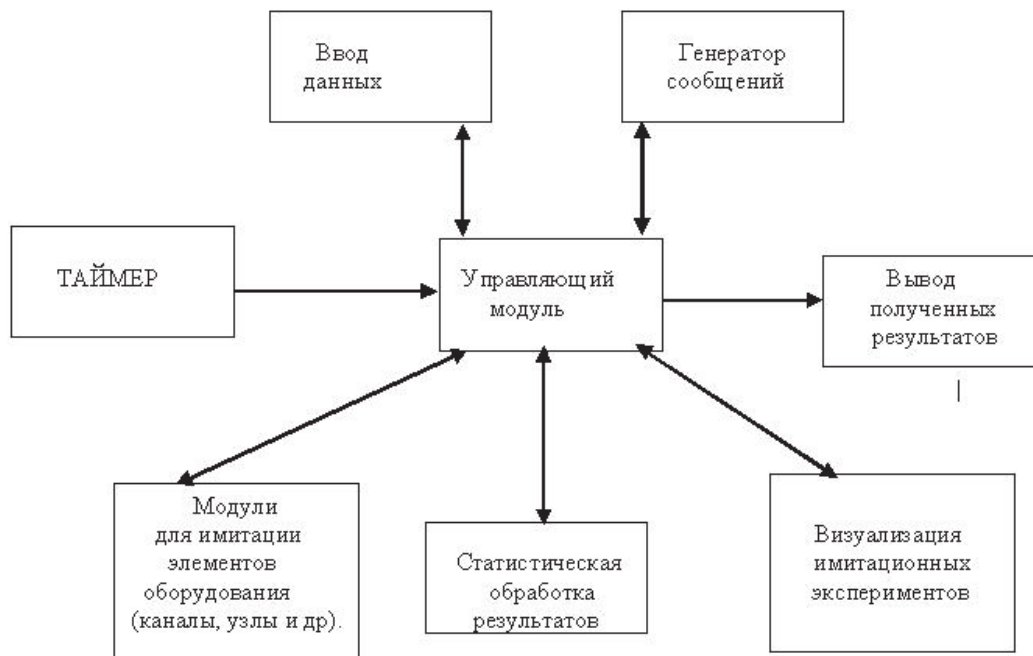 Ввод
данных
Генератор
сообщений
ТАЙМЕР
Управляющий
модуль
Вывод
полученных
результатов
Модули
для имитации
элементов
оборудования
(каналы, узлы и др).
Статистическая
обработка
результатов
Визуализация
имитационных
экспериментов